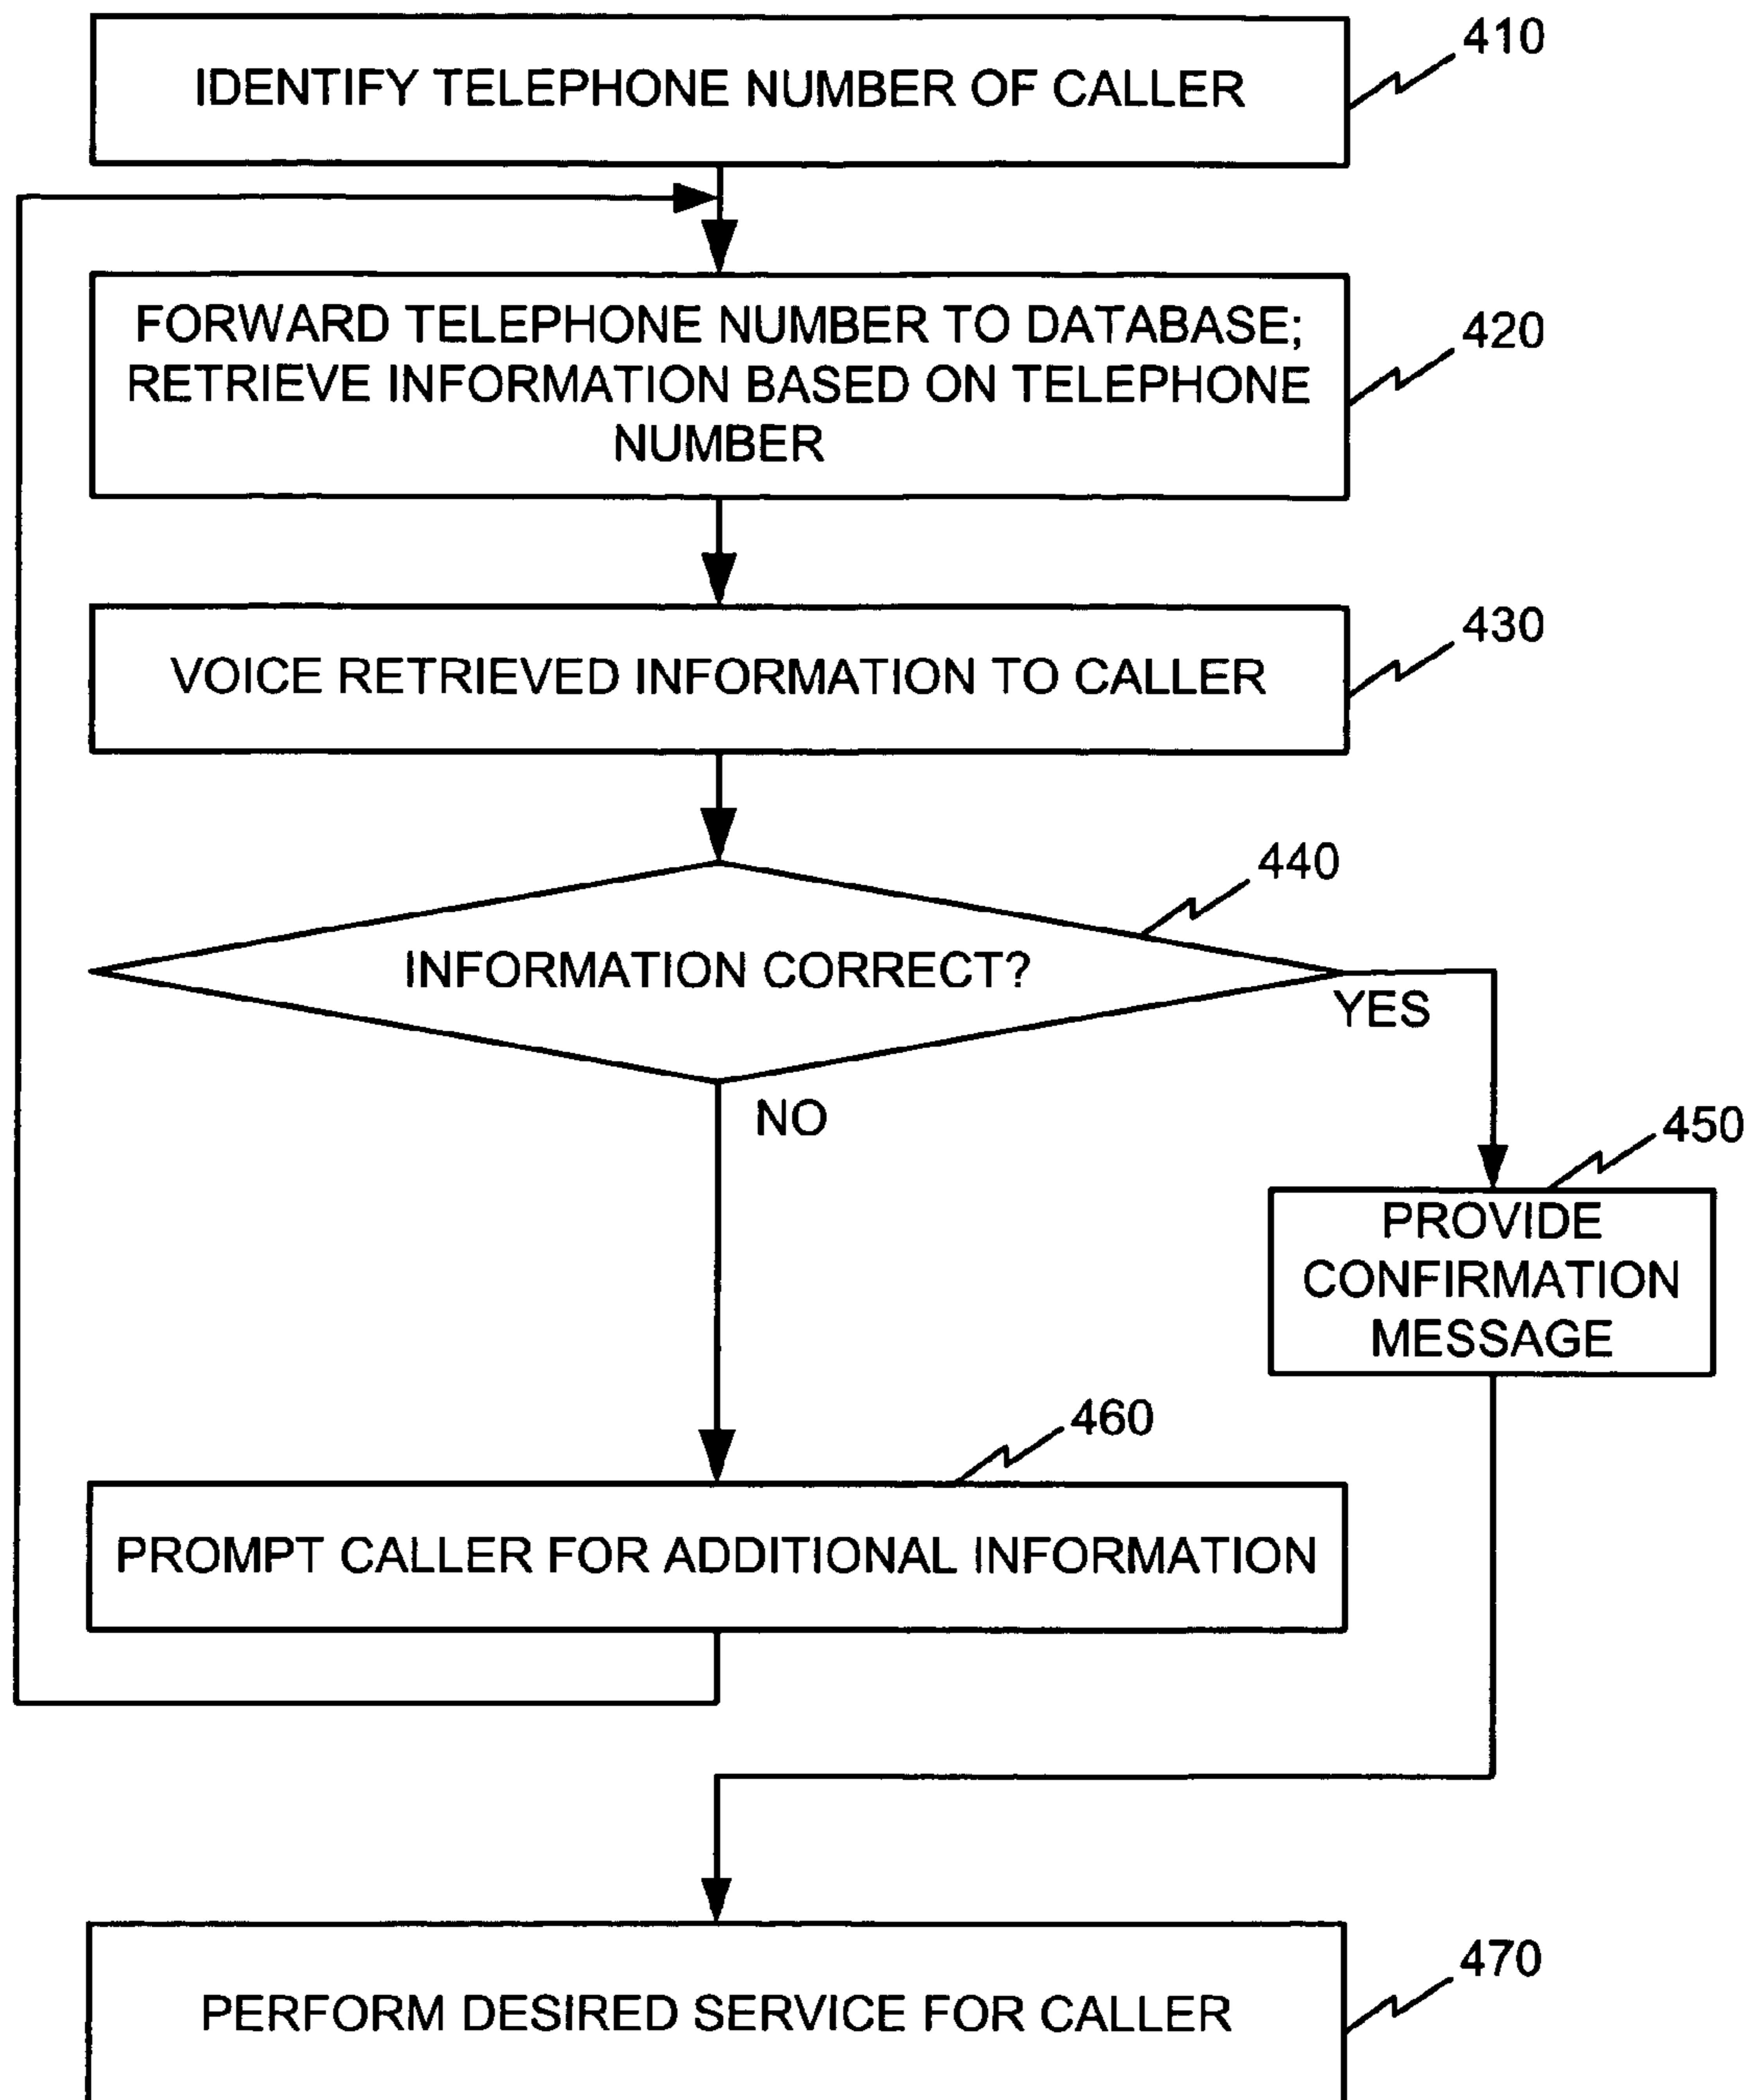 410
IDENTIFY TELEPHONE NUMBER OF CALLER
420
FORWARD TELEPHONE NUMBER TO DATABASE;
RETRIEVE INFORMATION BASED ON TELEPHONE
NUMBER
430
VOICE RETRIEVED INFORMATION TO CALLER
440
INFORMATION CORRECT?
YES
NO
450
PROVIDE
CONFIRMATION
MESSAGE
460
PROMPT CALLER FOR ADDITIONAL INFORMATION
470
PERFORM DESIRED SERVICE FOR CALLER